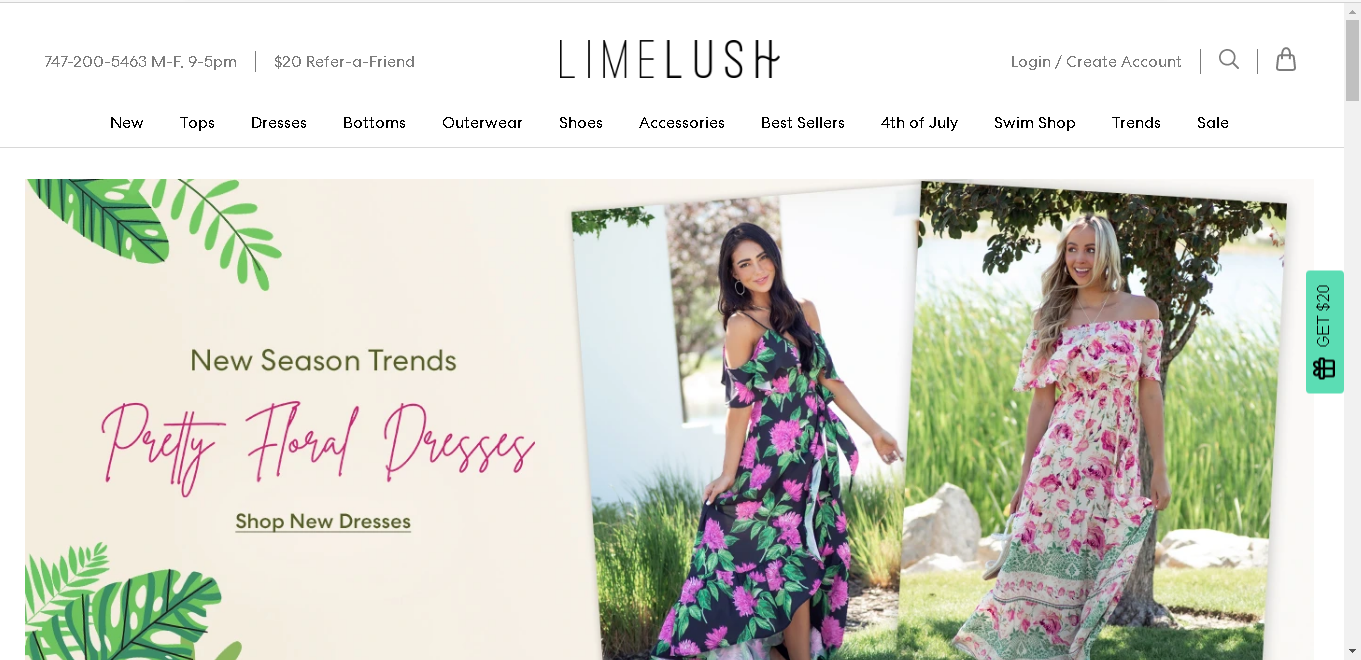 747-200-5463 M-F, 9-5pm
$20 Refer-a-Friend
LIMELUSH
Login / Create Account
New Tops Dresses Bottoms Outerwear Shoes Accessories Best Sellers 4th of July Swim Shop Trends Sale
New Season Trends
Pretty Floral Dresses
Shop New Dresses
GET $20